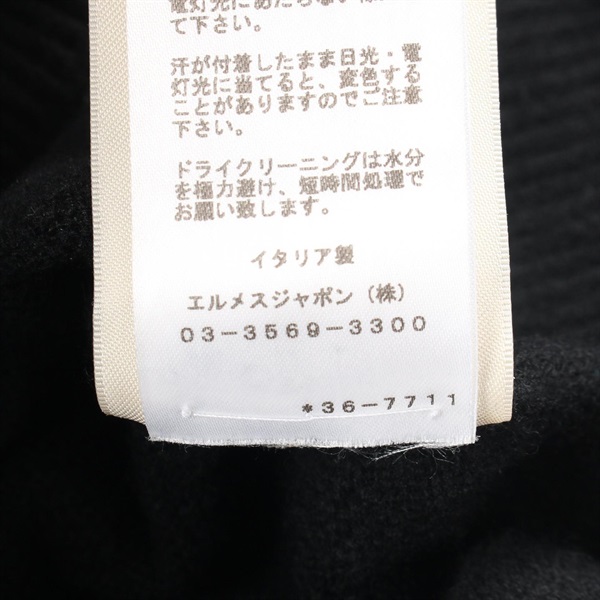 て下さい。
汗が付着したまま日光・電
灯光に当てると、変色する
ことがありますのでご注意
下さい。
ドライクリーニングは水分
を極力避け、短時間処理で
お願い致します。
イタリア製
エルメスジャポン(株)
03-3569-3300
*36-7711